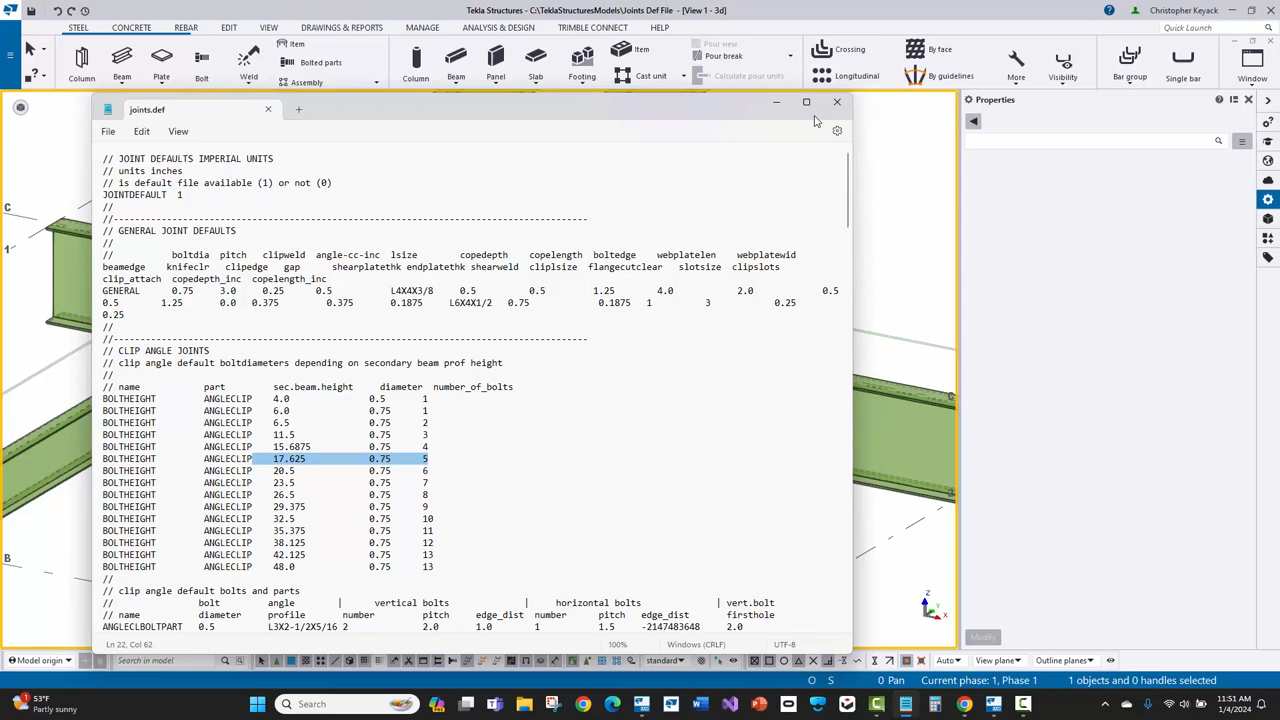 Tekla Structures - C:\TeklaStructuresModels\Joints Def File - [View 1 - 3d]
Christopher Keyack
STEEL CONCRETE REBAR EDIT VIEW DRAWINGS & REPORTS MANAGE ANALYSIS & DESIGN TRIMBLE CONNECT
Quick Launch
Column Beam Plate Bolt Weld
Item
Bolted parts
Assembly
Column Beam Panel Slab Footing
Item
Cast unit
Pour view
Pour break
Calculate pour units
Crossing
Longitudinal
By face
By guidelines
More Visibility Bar group Single bar Window
joints.def
File Edit View
// JOINT DEFAULTS IMPERIAL UNITS
// units inches
// is default file available (1) or not (0)
JOINTDEFAULT 1
//
//--------------------------------------------------------------------------------------
// GENERAL JOINT DEFAULTS
//
// boltdia pitch clipweld angle-cc-inc lsize copedepth copelength boltedge webplatelen webplatewid
beamedge knifeclr clipedge gap shearplatethk endplatethk shearweld cliplsize flangecutclear slotsize clipslots
clip_attach copedepth_inc copelength_inc
GENERAL 0.75 3.0 0.25 0.5 L4X4X3/8 0.5 0.5 1.25 4.0 2.0 0.5
0.5 1.25 0.0 0.375 0.375 0.1875 L6X4X1/2 0.75 0.1875 1 3 0.25
0.25
//
//--------------------------------------------------------------------------------------
// CLIP ANGLE JOINTS
// clip angle default boltdiameters depending on secondary beam prof height
//
// name part sec.beam.height diameter number_of_bolts
BOLTHEIGHT ANGLECLIP 4.0 0.5 1
BOLTHEIGHT ANGLECLIP 6.0 0.75 1
BOLTHEIGHT ANGLECLIP 6.5 0.75 2
BOLTHEIGHT ANGLECLIP 11.5 0.75 3
BOLTHEIGHT ANGLECLIP 15.6875 0.75 4
BOLTHEIGHT ANGLECLIP 17.625 0.75 5
BOLTHEIGHT ANGLECLIP 20.5 0.75 6
BOLTHEIGHT ANGLECLIP 23.5 0.75 7
BOLTHEIGHT ANGLECLIP 26.5 0.75 8
BOLTHEIGHT ANGLECLIP 29.375 0.75 9
BOLTHEIGHT ANGLECLIP 32.5 0.75 10
BOLTHEIGHT ANGLECLIP 35.375 0.75 11
BOLTHEIGHT ANGLECLIP 38.125 0.75 12
BOLTHEIGHT ANGLECLIP 42.125 0.75 13
BOLTHEIGHT ANGLECLIP 48.0 0.75 13
//
// clip angle default bolts and parts
// bolt angle | vertical bolts | horizontal bolts | vert.bolt
// name diameter profile number pitch edge_dist number pitch edge_dist firsthole
ANGLECLBOLTPART 0.5 L3X2-1/2X5/16 2 2.0 1.0 1 1.5 -2147483648 2.0
Ln 22, Col 62 100% Windows (CRLF) UTF-8
Properties
Modify
C
1
B
Z
Y
X
Model origin
Search in model
standard
Auto View plane Outline planes
O S 0 Pan Current phase: 1, Phase 1 1 objects and 0 handles selected
53°F
Partly sunny
Search
11:51 AM
1/4/2024